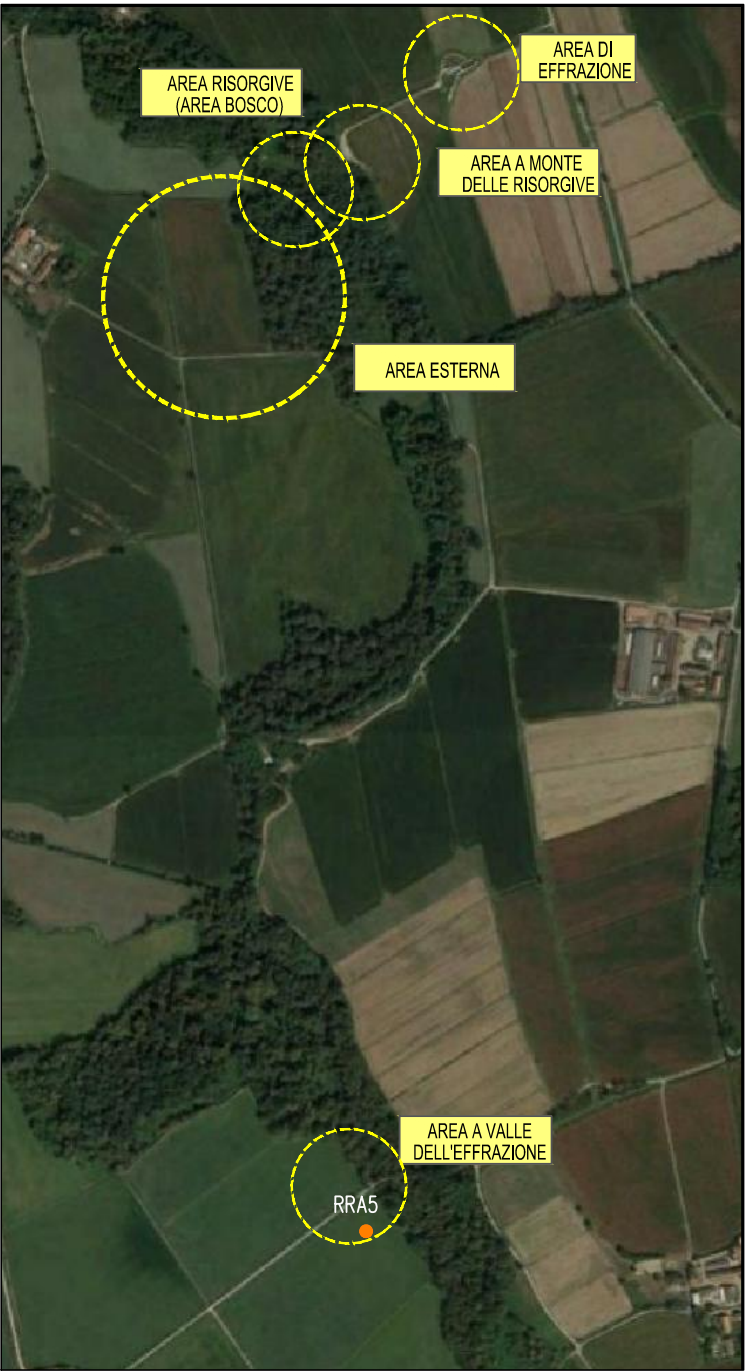 AREA DI
EFFRAZIONE
AREA RISORGIVE
(AREA BOSCO)
AREA A MONTE
DELLE RISORGIVE
AREA ESTERNA
AREA A VALLE
DELL'EFFRAZIONE
RRA5